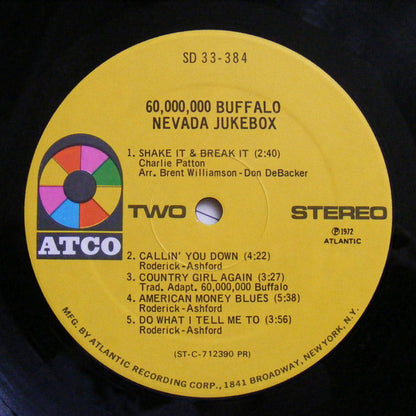 SD 33-384
60,000,000 BUFFALO
NEVADA JUKEBOX
1. SHAKE IT & BREAK IT (2:40)
Charlie Patton
Arr. Brent Williamson-Don DeBacker
ATCO
TWO
STEREO
Ⓟ1972
ATLANTIC
2. CALLIN' YOU DOWN (4:22)
Roderick-Ashford
3. COUNTRY GIRL AGAIN (3:27)
Trad. Adapt. 60,000,000 Buffalo
4. AMERICAN MONEY BLUES (5:38)
Roderick-Ashford
5. DO WHAT I TELL ME TO (3:56)
Roderick-Ashford
(ST-C-712390 PR)
MFG. BY ATLANTIC RECORDING CORP., 1841 BROADWAY, NEW YORK, N.Y.